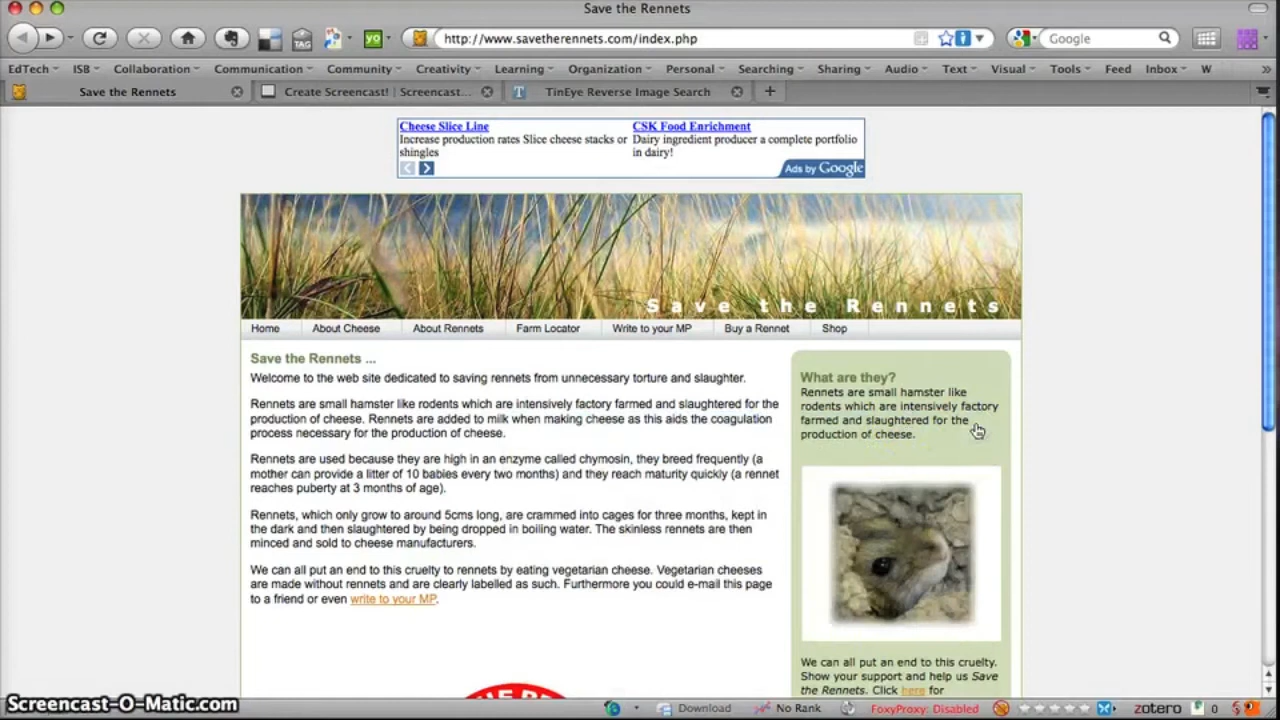 Save the Rennets
http://www.savetherennets.com/index.php
Google
EdTech ISB Collaboration Communication Community Creativity Learning Organization Personal Searching Sharing Audio Text Visual Tools Feed Inbox W
Save the Rennets Create Screencast! | Screencast... TinEye Reverse Image Search
Cheese Slice Line
Increase production rates Slice cheese stacks or
shingles
CSK Food Enrichment
Dairy ingredient producer a complete portfolio
in dairy!
Ads by Google
Save the Rennets
Home About Cheese About Rennets Farm Locator Write to your MP Buy a Rennet Shop
Save the Rennets ...
Welcome to the web site dedicated to saving rennets from unnecessary torture and slaughter.
Rennets are small hamster like rodents which are intensively factory farmed and slaughtered for the
production of cheese. Rennets are added to milk when making cheese as this aids the coagulation
process necessary for the production of cheese.
Rennets are used because they are high in an enzyme called chymosin, they breed frequently (a
mother can provide a litter of 10 babies every two months) and they reach maturity quickly (a rennet
reaches puberty at 3 months of age).
Rennets, which only grow to around 5cms long, are crammed into cages for three months, kept in
the dark and then slaughtered by being dropped in boiling water. The skinless rennets are then
minced and sold to cheese manufacturers.
We can all put an end to this cruelty to rennets by eating vegetarian cheese. Vegetarian cheeses
are made without rennets and are clearly labelled as such. Furthermore you could e-mail this page
to a friend or even write to your MP.
What are they?
Rennets are small hamster like
rodents which are intensively factory
farmed and slaughtered for the
production of cheese.
We can all put an end to this cruelty.
Show your support and help us Save
the Rennets. Click here for
Screencast-O-Matic.com
Download No Rank FoxyProxy: Disabled zotero 0